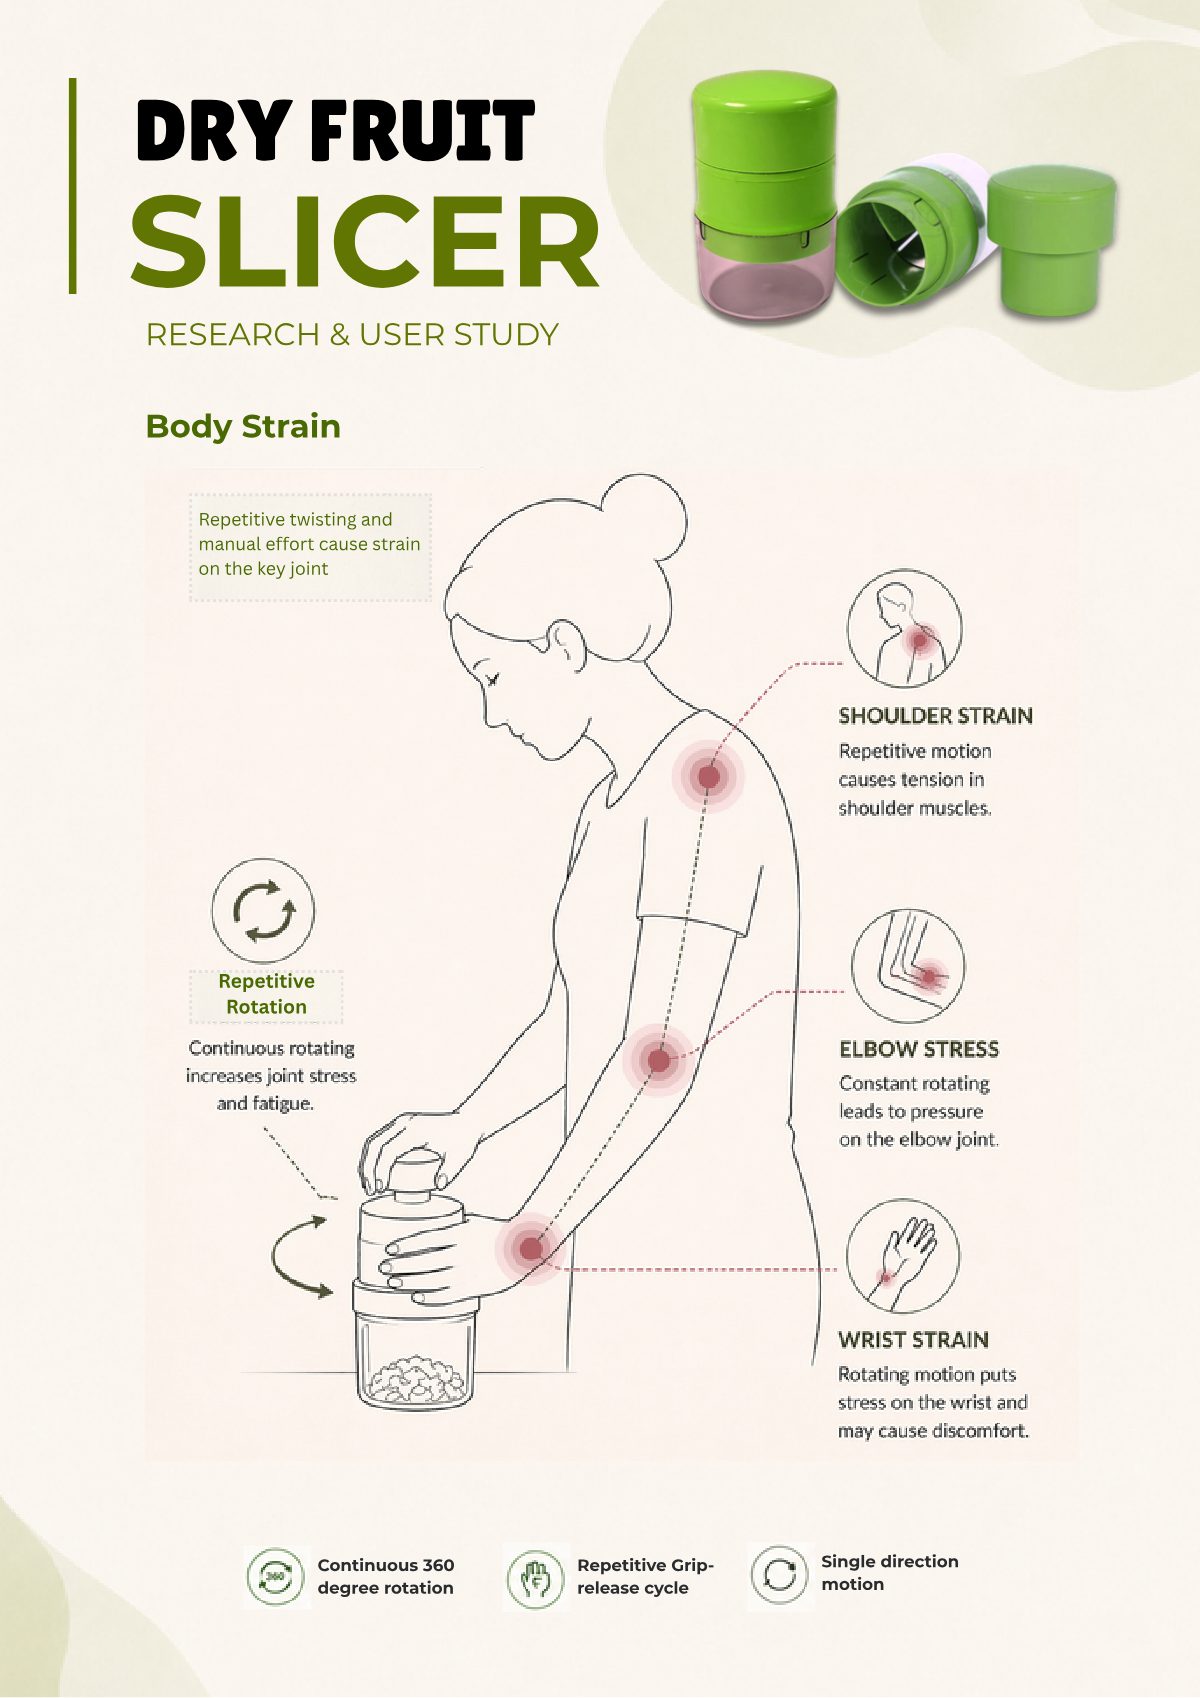 DRY FRUIT
SLICER
RESEARCH & USER STUDY
Body Strain
Repetitive twisting and
manual effort cause strain
on the key joint
SHOULDER STRAIN
Repetitive motion
causes tension in
shoulder muscles.
Repetitive
Rotation
Continuous rotating
increases joint stress
and fatigue.
ELBOW STRESS
Constant rotating
leads to pressure
on the elbow joint.
WRIST STRAIN
Rotating motion puts
stress on the wrist and
may cause discomfort.
360
Continuous 360
degree rotation
Repetitive Grip-
release cycle
Single direction
motion